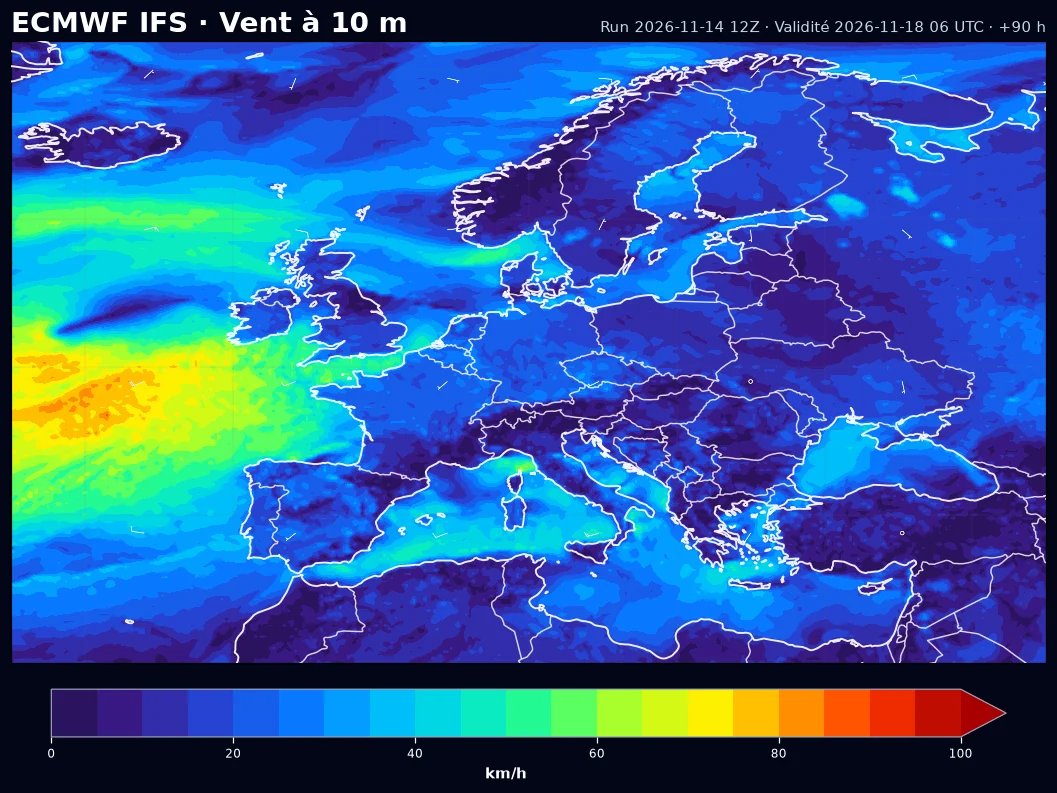 ECMWF IFS · Vent à 10 m
Run 2026-11-14 12Z · Validité 2026-11-18 06 UTC · +90 h
0 20 40 60 80 100
km/h